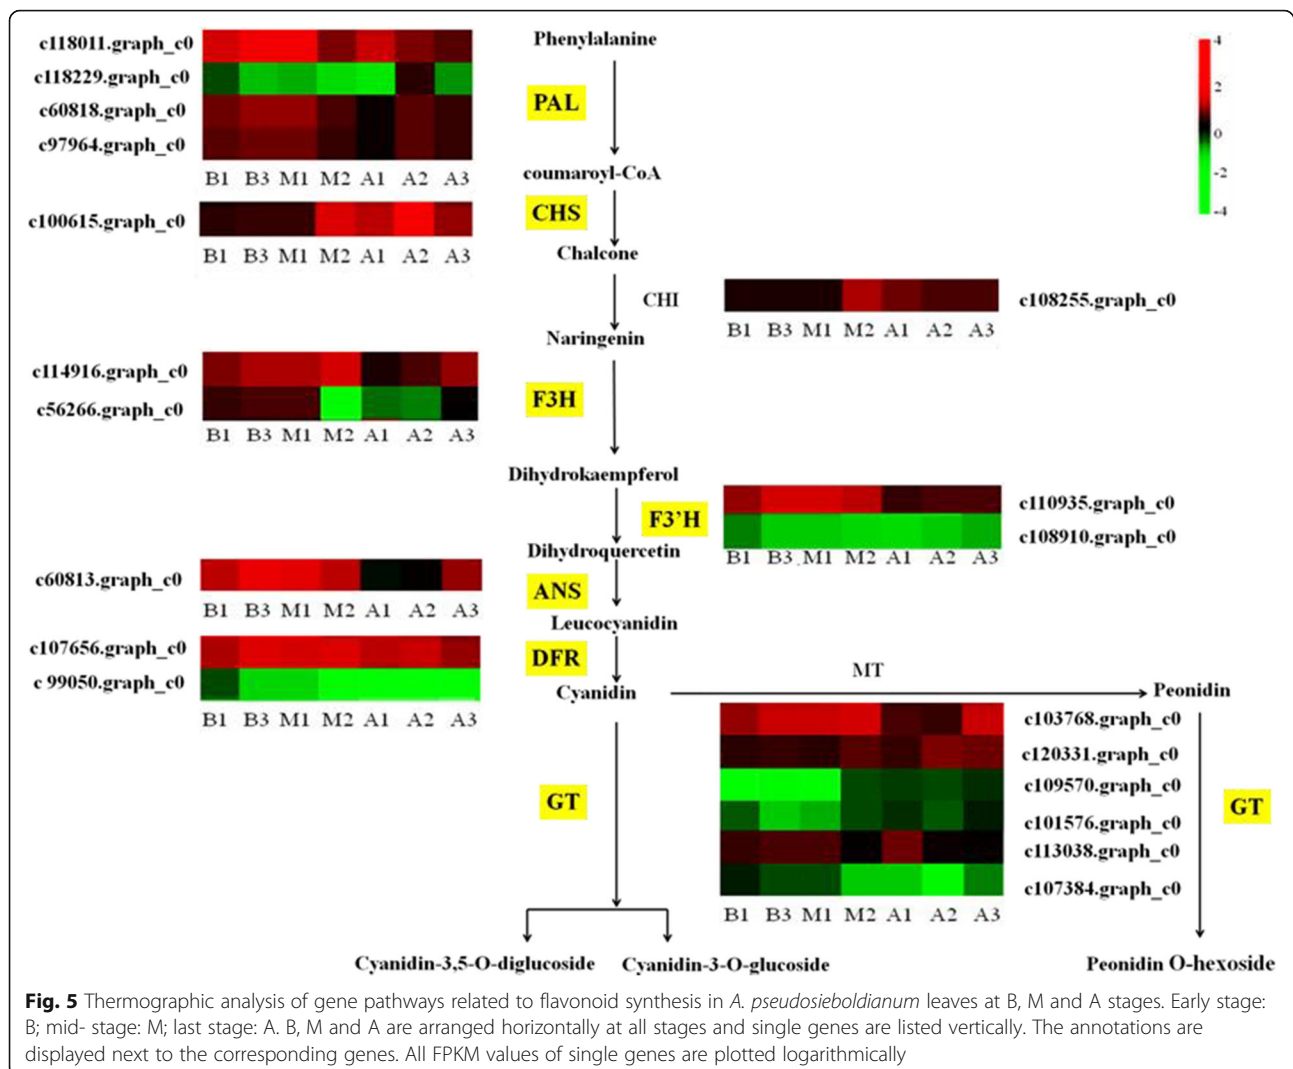 c118011.graph_c0
c118229.graph_c0
c60818.graph_c0
c97964.graph_c0
B1 B3 M1 M2 A1 A2 A3
c100615.graph_c0
B1 B3 M1 M2 A1 A2 A3
Phenylalanine
PAL
coumaroyl-CoA
CHS
Chalcone
CHI
Naringenin
4
2
0
-2
-4
c108255.graph_c0
B1 B3 M1 M2 A1 A2 A3
c114916.graph_c0
c56266.graph_c0
B1 B3 M1 M2 A1 A2 A3
F3H
Dihydrokaempferol
F3'H
c110935.graph_c0
c108910.graph_c0
B1 B3 M1 M2 A1 A2 A3
Dihydroquercetin
c60813.graph_c0
B1 B3 M1 M2 A1 A2 A3
ANS
Leucocyanidin
c107656.graph_c0
c 99050.graph_c0
B1 B3 M1 M2 A1 A2 A3
DFR
Cyanidin
MT
Peonidin
c103768.graph_c0
c120331.graph_c0
c109570.graph_c0
c101576.graph_c0
c113038.graph_c0
c107384.graph_c0
B1 B3 M1 M2 A1 A2 A3
GT
GT
Cyanidin-3,5-O-diglucoside
Cyanidin-3-O-glucoside
Peonidin O-hexoside
Fig. 5 Thermographic analysis of gene pathways related to flavonoid synthesis in A. pseudosieboldianum leaves at B, M and A stages. Early stage:
B; mid- stage: M; last stage: A. B, M and A are arranged horizontally at all stages and single genes are listed vertically. The annotations are
displayed next to the corresponding genes. All FPKM values of single genes are plotted logarithmically